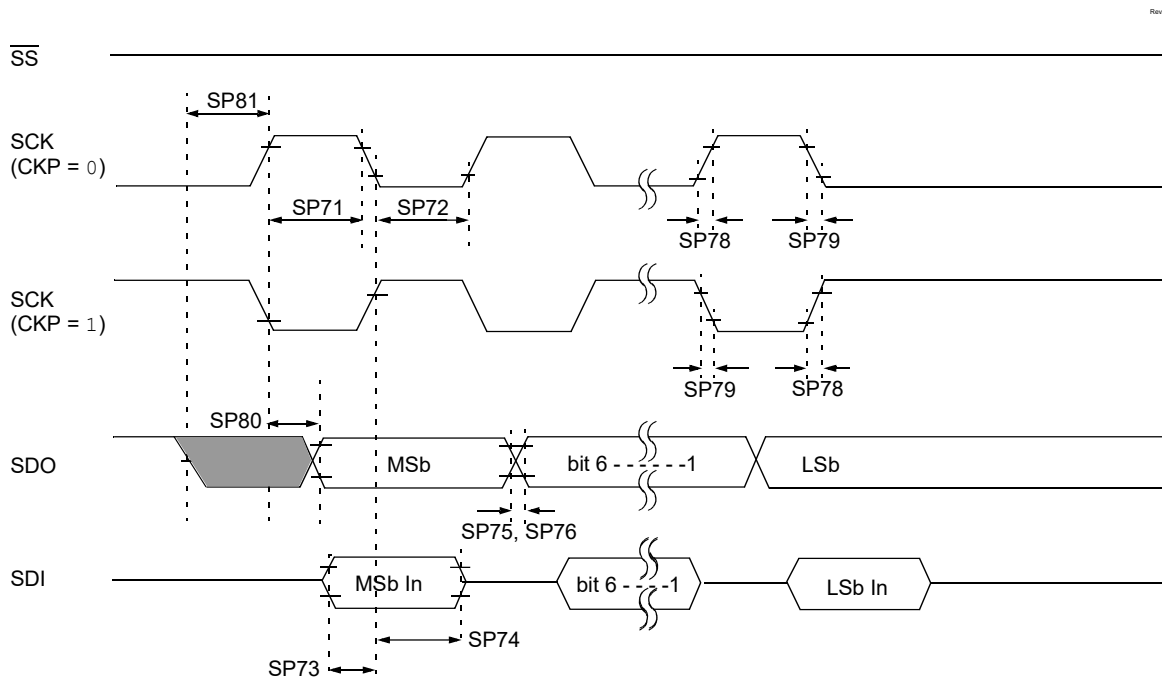 Rev
SS
SP81
SCK
(CKP = 0)
SP71
SP72
SP78
SP79
SCK
(CKP = 1)
SP79
SP78
SP80
SDO
MSb
bit 6 - - - - - -1
LSb
SP75, SP76
SDI
MSb In
bit 6 - - - - -1
LSb In
SP74
SP73